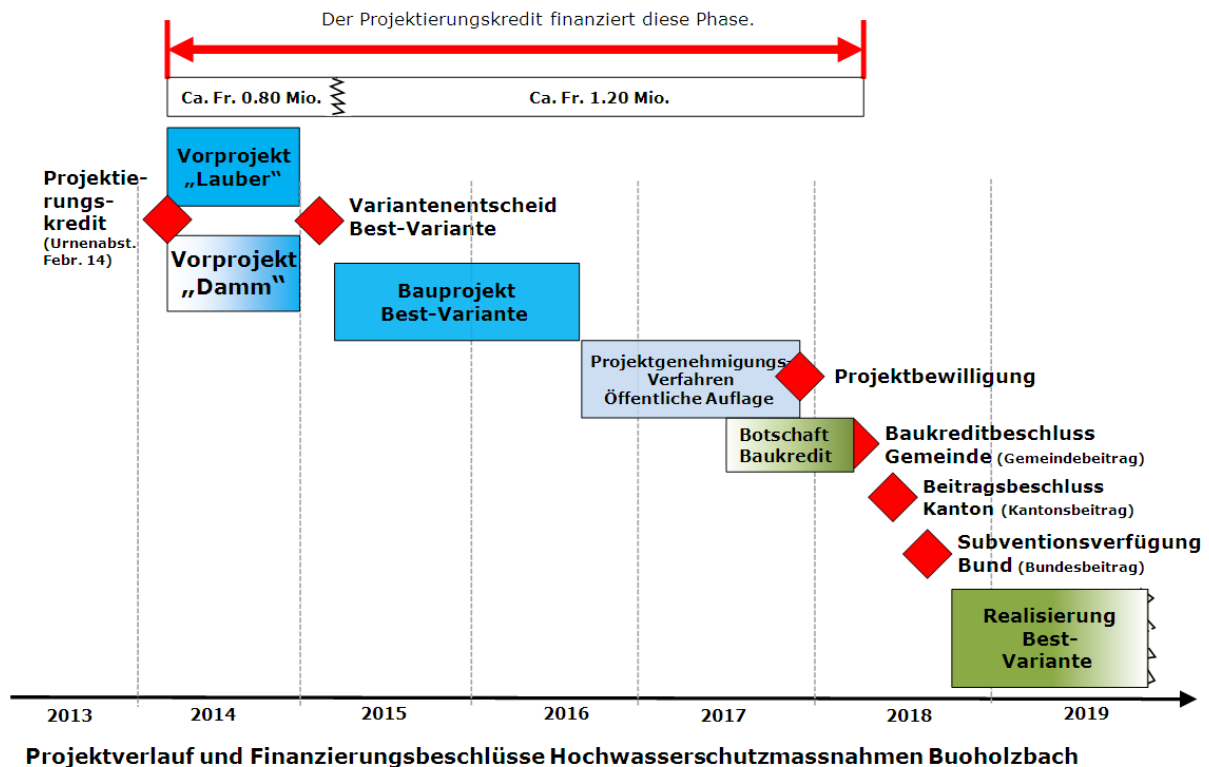 Der Projektierungskredit finanziert diese Phase.
Ca. Fr. 0.80 Mio.
Ca. Fr. 1.20 Mio.
Vorprojekt
„Lauber“
Projektie-
rungs-
kredit
(Urnenabst.
Febr. 14)
Variantenentscheid
Best-Variante
Vorprojekt
„Damm“
Bauprojekt
Best-Variante
Projektgenehmigungs-
Verfahren
Öffentliche Auflage
Projektbewilligung
Botschaft
Baukredit
Baukreditbeschluss
Gemeinde (Gemeindebeitrag)
Beitragsbeschluss
Kanton (Kantonsbeitrag)
Subventionsverfügung
Bund (Bundesbeitrag)
Realisierung
Best-
Variante
2013 2014 2015 2016 2017 2018 2019
Projektverlauf und Finanzierungsbeschlüsse Hochwasserschutzmassnahmen Buoholzbach